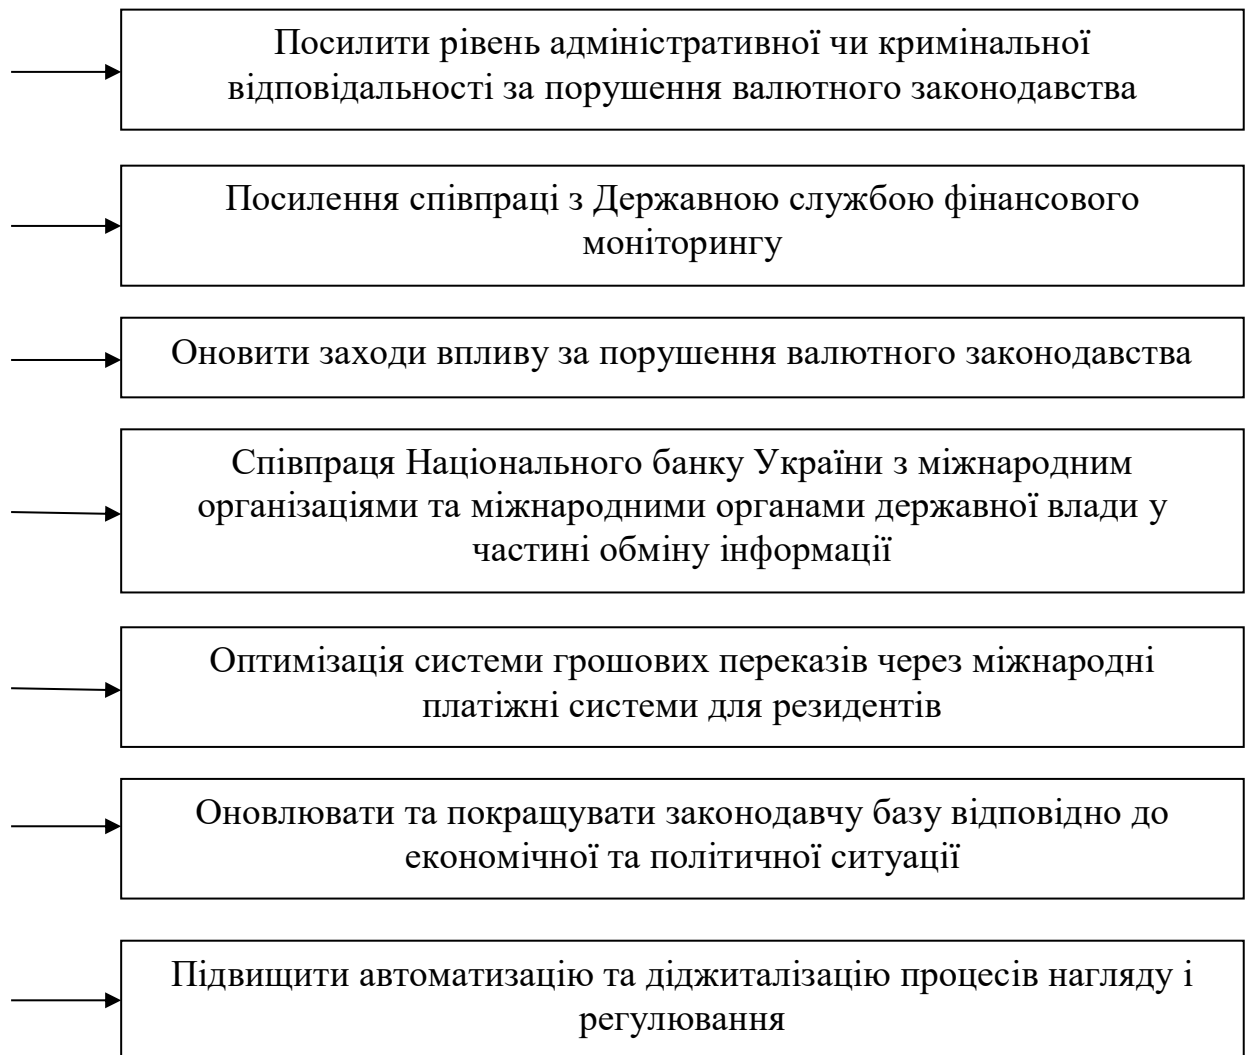 Посилити рівень адміністративної чи кримінальної
відповідальності за порушення валютного законодавства
Посилення співпраці з Державною службою фінансового
моніторингу
Оновити заходи впливу за порушення валютного законодавства
Співпраця Національного банку України з міжнародним
організаціями та міжнародними органами державної влади у
частині обміну інформації
Оптимізація системи грошових переказів через міжнародні
платіжні системи для резидентів
Оновлювати та покращувати законодавчу базу відповідно до
економічної та політичної ситуації
Підвищити автоматизацію та діджиталізацію процесів нагляду і
регулювання